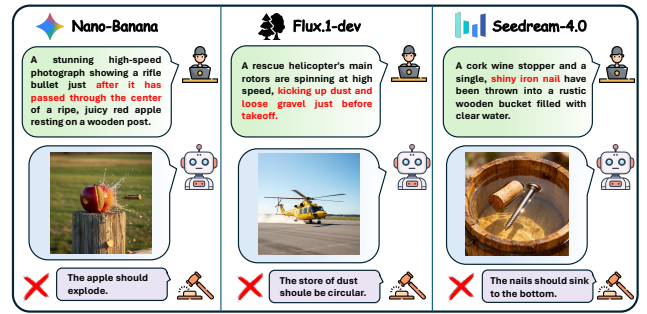 Nano-Banana
A stunning high-speed
photograph showing a rifle
bullet just after it has
passed through the center
of a ripe, juicy red apple
resting on a wooden post.
The apple should
explode.
Flux.1-dev
A rescue helicopter's main
rotors are spinning at high
speed, kicking up dust and
loose gravel just before
takeoff.
The store of dust
shoule be circular.
Seedream-4.0
A cork wine stopper and a
single, shiny iron nail have
been thrown into a rustic
wooden bucket filled with
clear water.
The nails should sink
to the bottom.